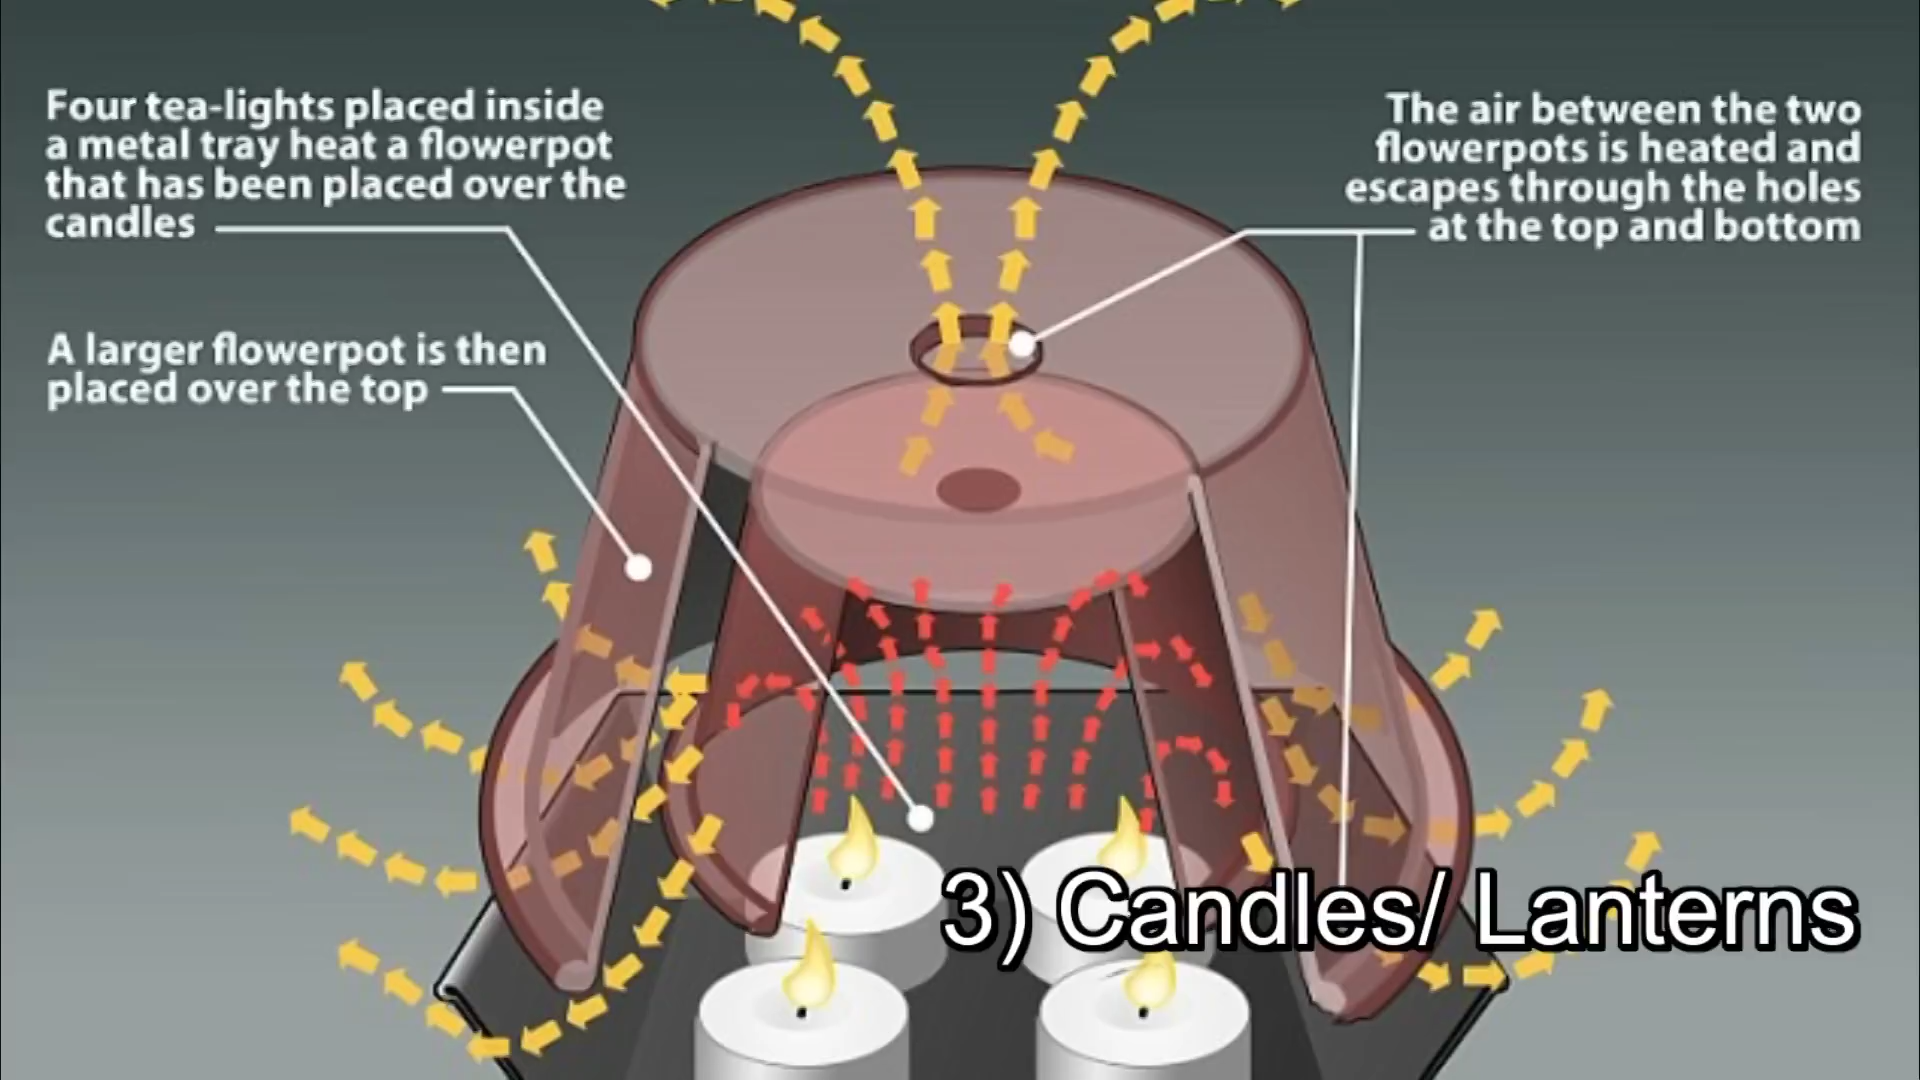 Four tea-lights placed inside
a metal tray heat a flowerpot
that has been placed over the
candles
A larger flowerpot is then
placed over the top
The air between the two
flowerpots is heated and
escapes through the holes
at the top and bottom
3) Candles/ Lanterns